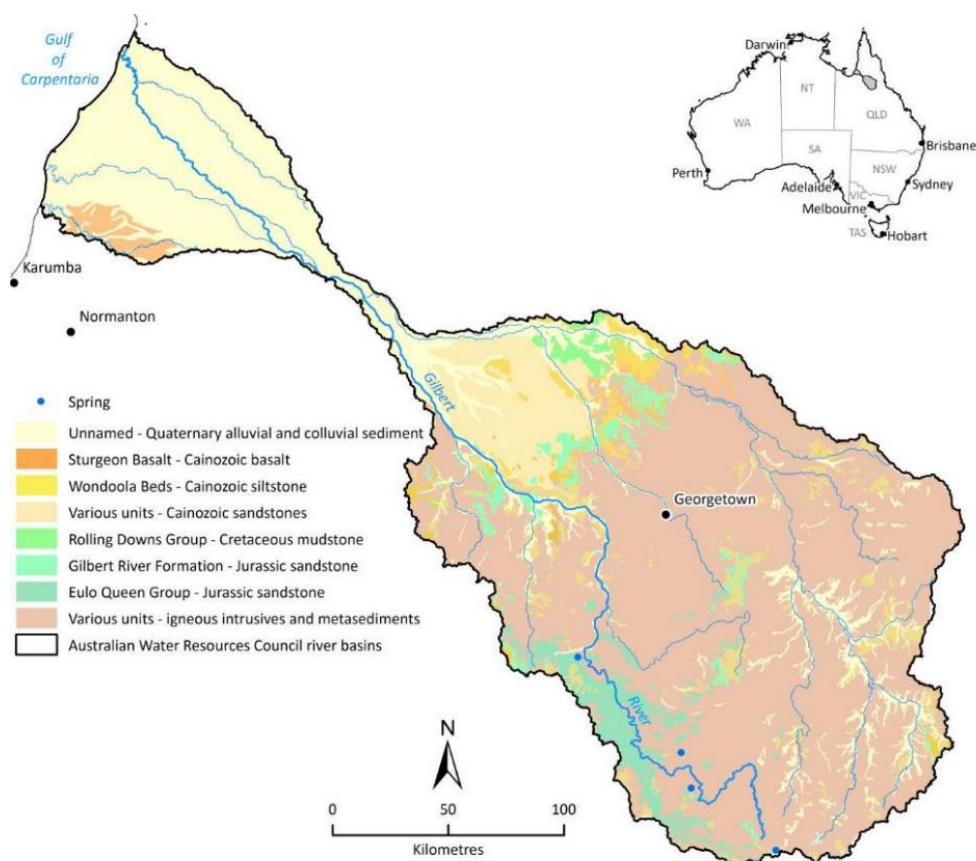 Gulf
of
Carpentaria
Darwin
NT
WA
QLD
SA
Brisbane
NSW
Perth
Adelaide
Sydney
VIC
Melbourne
TAS
Hobart
Karumba
Normanton
Gilbert
Georgetown
River
Spring
Unnamed - Quaternary alluvial and colluvial sediment
Sturgeon Basalt - Cainozoic basalt
Wondoola Beds - Cainozoic siltstone
Various units - Cainozoic sandstones
Rolling Downs Group - Cretaceous mudstone
Gilbert River Formation - Jurassic sandstone
Eulo Queen Group - Jurassic sandstone
Various units - igneous intrusives and metasediments
Australian Water Resources Council river basins
N
0 50 100
Kilometres